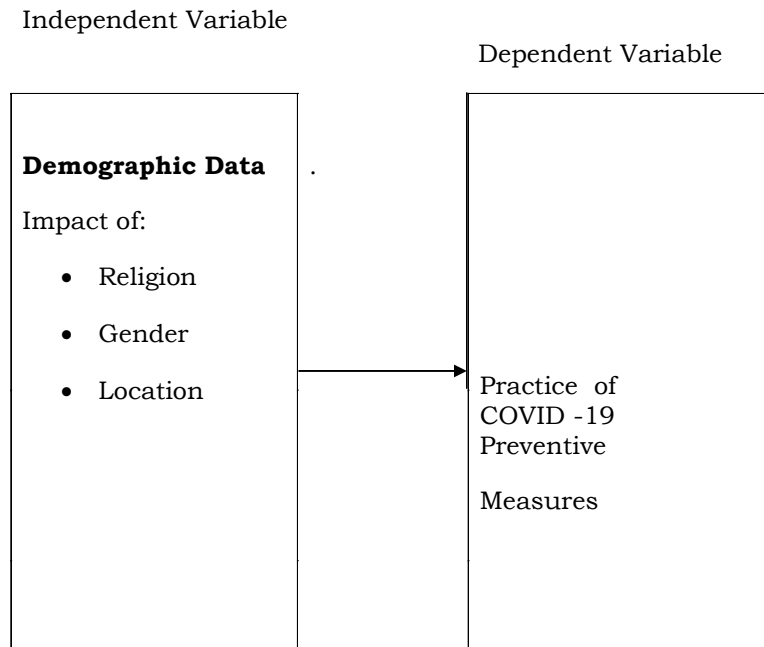 Independent Variable
Dependent Variable
Demographic Data
.
Impact of:
• Religion
• Gender
• Location
Practice of
COVID -19
Preventive
Measures